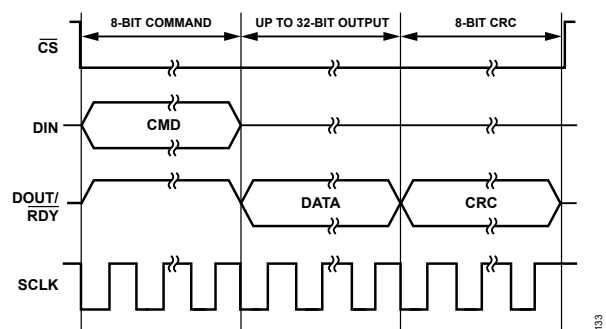 8-BIT COMMAND UP TO 32-BIT OUTPUT 8-BIT CRC
CS
DIN
CMD
DOUT/
RDY
DATA
CRC
SCLK
133